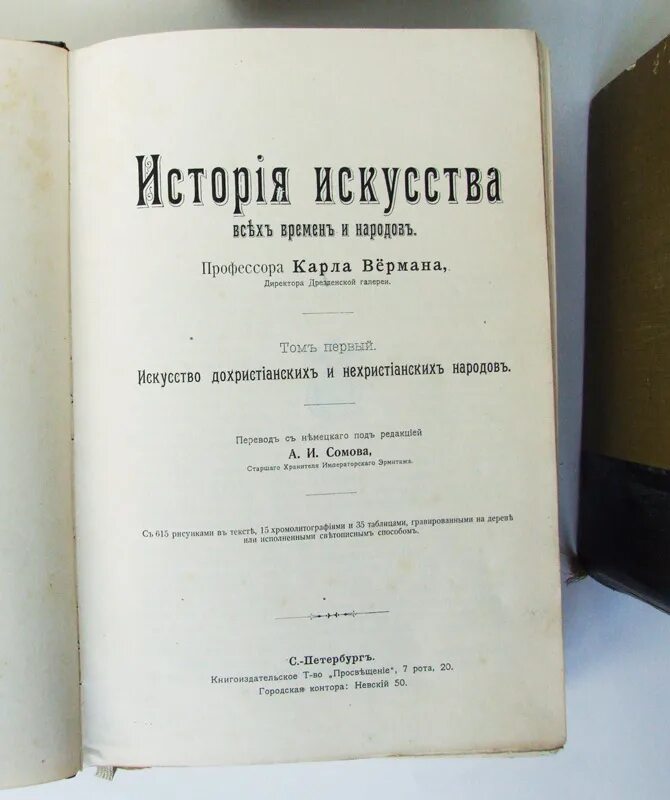 Исторія искусства
всѣхъ временъ и народовъ.
Профессора Карла Вёрмана,
Директора Дрезденской галереи.
Томъ первый.
Искусство дохристіанскихъ и нехристіанскихъ народовъ.
Переводъ съ нѣмецкаго подъ редакціей
А. И. Сомова,
Старшаго Хранителя Императорскаго Эрмитажа.
Съ 615 рисунками въ текстѣ, 15 хромолитографіями и 35 таблицами, гравированными на деревѣ
или исполненными свѣтописнымъ способомъ.
С.-Петербургъ.
Книгоиздательское Т-во „Просвѣщеніе", 7 рота, 20.
Городская контора: Невскій 50.